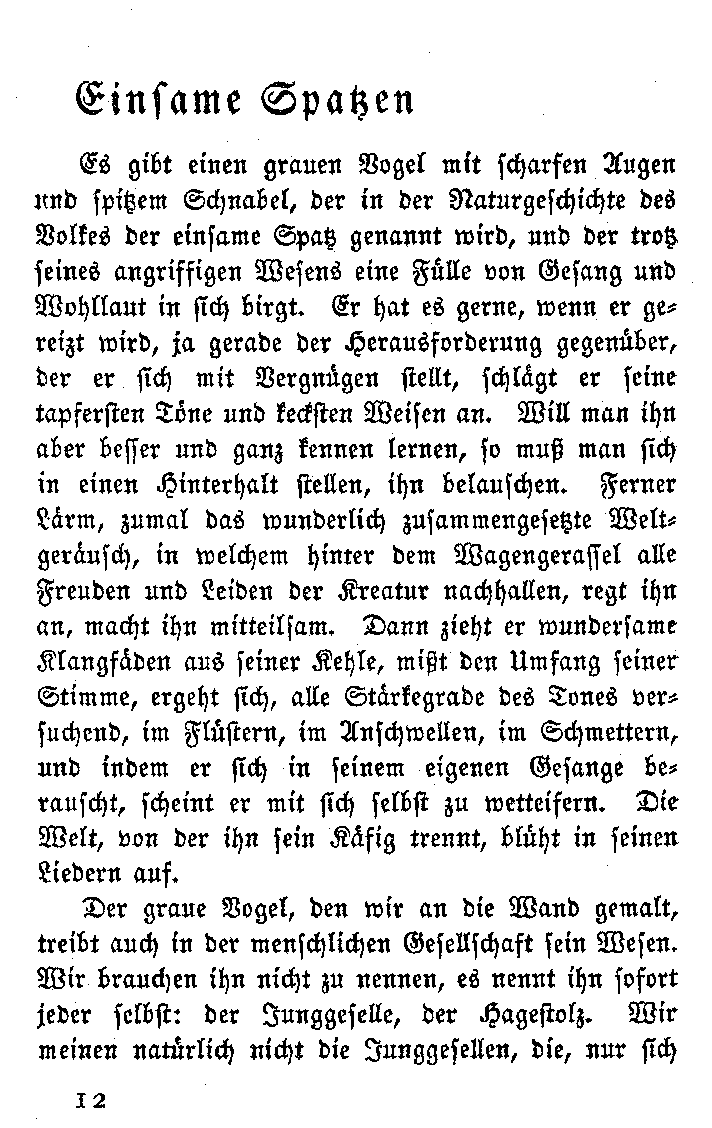 Einsame Spatzen
Es gibt einen grauen Vogel mit scharfen Augen
und spitzem Schnabel, der in der Naturgeschichte des
Volkes der einsame Spatz genannt wird, und der trotz
seines angriffigen Wesens eine Fülle von Gesang und
Wohllaut in sich birgt. Er hat es gerne, wenn er ge-
reizt wird, ja gerade der Herausforderung gegenüber,
der er sich mit Vergnügen stellt, schlägt er seine
tapfersten Töne und kecksten Weisen an. Will man ihn
aber besser und ganz kennen lernen, so muß man sich
in einen Hinterhalt stellen, ihn belauschen. Ferner
Lärm, zumal das wunderlich zusammengesetzte Welt-
geräusch, in welchem hinter dem Wagengerassel alle
Freuden und Leiden der Kreatur nachhallen, regt ihn
an, macht ihn mitteilsam. Dann zieht er wundersame
Klangfäden aus seiner Kehle, mißt den Umfang seiner
Stimme, ergeht sich, alle Stärkegrade des Tones ver-
suchend, im Flüstern, im Anschwellen, im Schmettern,
und indem er sich in seinem eigenen Gesange be-
rauscht, scheint er mit sich selbst zu wetteifern. Die
Welt, von der ihn sein Käfig trennt, blüht in seinen
Liedern auf.
Der graue Vogel, den wir an die Wand gemalt,
treibt auch in der menschlichen Gesellschaft sein Wesen.
Wir brauchen ihn nicht zu nennen, es nennt ihn sofort
jeder selbst: der Junggeselle, der Hagestolz. Wir
meinen natürlich nicht die Junggesellen, die, nur sich
12